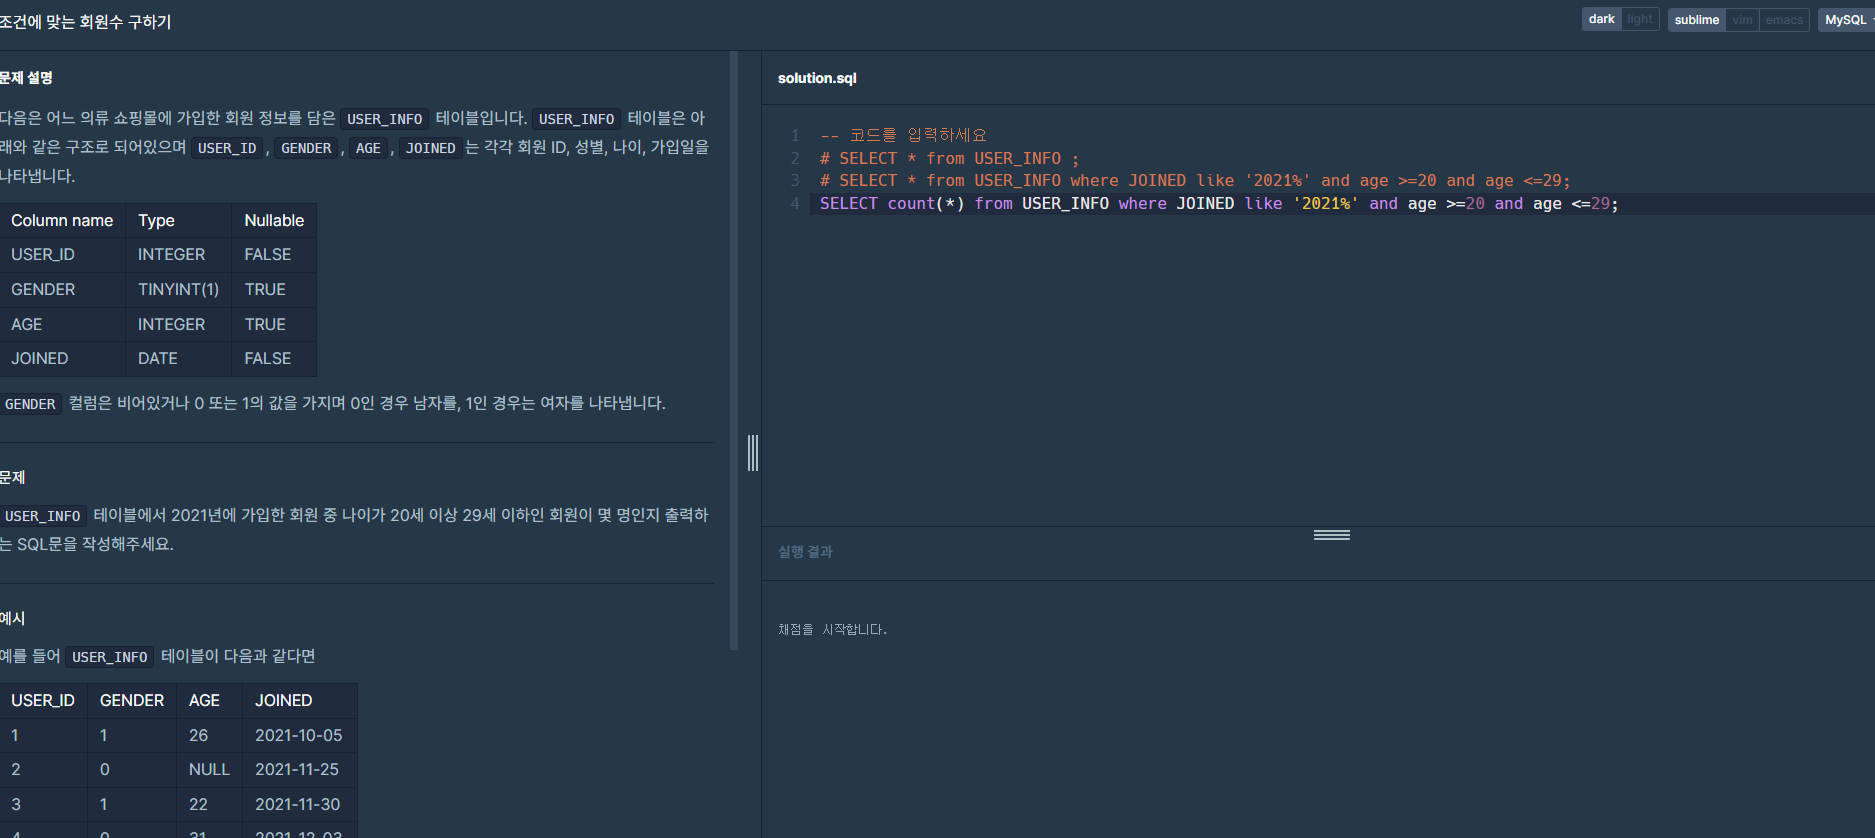 조건에 맞는 회원수 구하기
dark light sublime vim emacs MySQL
문제 설명
다음은 어느 의류 쇼핑몰에 가입한 회원 정보를 담은 USER_INFO 테이블입니다. USER_INFO 테이블은 아
래와 같은 구조로 되어있으며 USER_ID, GENDER, AGE, JOINED는 각각 회원 ID, 성별, 나이, 가입일을
나타냅니다.
Column name Type Nullable
USER_ID INTEGER FALSE
GENDER TINYINT(1) TRUE
AGE INTEGER TRUE
JOINED DATE FALSE
GENDER 컬럼은 비어있거나 0 또는 1의 값을 가지며 0인 경우 남자를, 1인 경우는 여자를 나타냅니다.
문제
USER_INFO 테이블에서 2021년에 가입한 회원 중 나이가 20세 이상 29세 이하인 회원이 몇 명인지 출력하
는 SQL문을 작성해주세요.
예시
예를 들어 USER_INFO 테이블이 다음과 같다면
USER_ID GENDER AGE JOINED
1 1 26 2021-10-05
2 0 NULL 2021-11-25
3 1 22 2021-11-30
4 0 31 2021-12-03
solution.sql
1 -- 코드를 입력하세요
2 # SELECT * from USER_INFO ;
3 # SELECT * from USER_INFO where JOINED like '2021%' and age >=20 and age <=29;
4 SELECT count(*) from USER_INFO where JOINED like '2021%' and age >=20 and age <=29;
실행 결과
채점을 시작합니다.